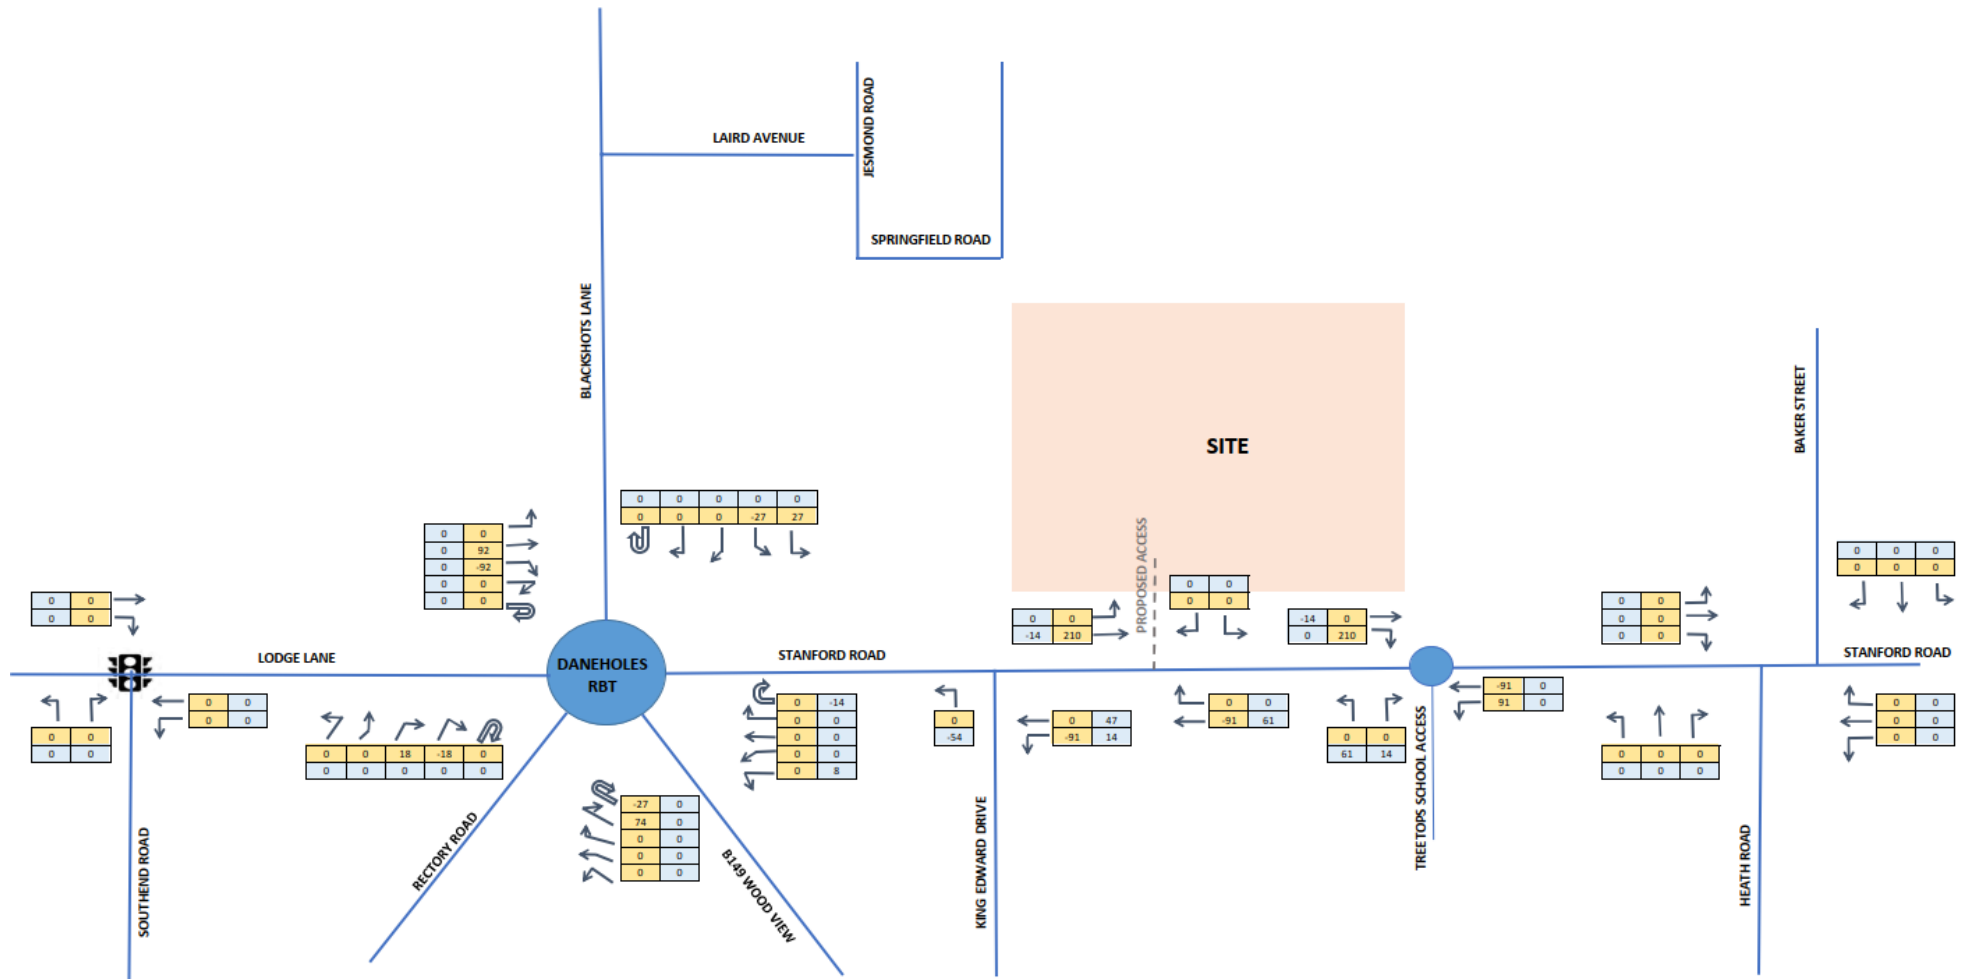 JESMOND ROAD
LAIRD AVENUE
SPRINGFIELD ROAD
BLACKSHOTS LANE
BAKER STREET
SITE
0 0 0 0 0
0 0 0 -27 27
0 0
0 92
0 -92
0 0
0 0
PROPOSED ACCESS
0 0 0
0 0 0
0 0
0 0
0 0
0 0
0 0
-14 210
-14 0
0 210
0 0
0 0
0 0
0 0
0 0
LODGE LANE
DANEHOLES
RBT
STANFORD ROAD
STANFORD ROAD
0 0
0 0
0 0
0 0
0 0 18 -18 0
0 0 0 0 0
0 -14
0 0
0 0
0 0
0 8
0
-54
0 47
-91 14
0 0
-91 61
0 0
61 14
-91 0
91 0
0 0 0
0 0 0
0 0
0 0
0 0
-27 0
74 0
0 0
0 0
0 0
SOUTHEND ROAD
RECTORY ROAD
B149 WOOD VIEW
KING EDWARD DRIVE
TREETOPS SCHOOL ACCESS
HEATH ROAD